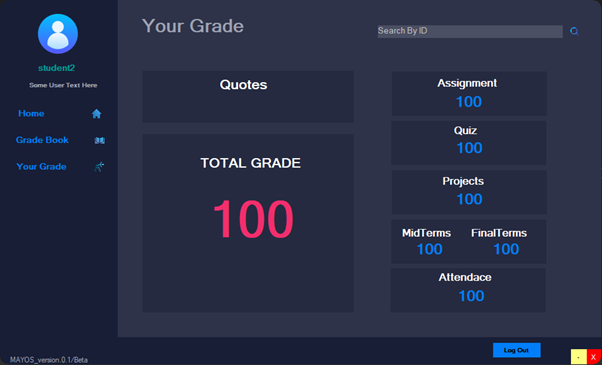 student2
Some User Text Here
Home
Grade Book
Your Grade
MAYOS_version.0.1/Beta
Your Grade
Search By ID
Quotes
TOTAL GRADE
100
Assignment
100
Quiz
100
Projects
100
MidTerms FinalTerms
100 100
Attendace
100
Log Out
- X